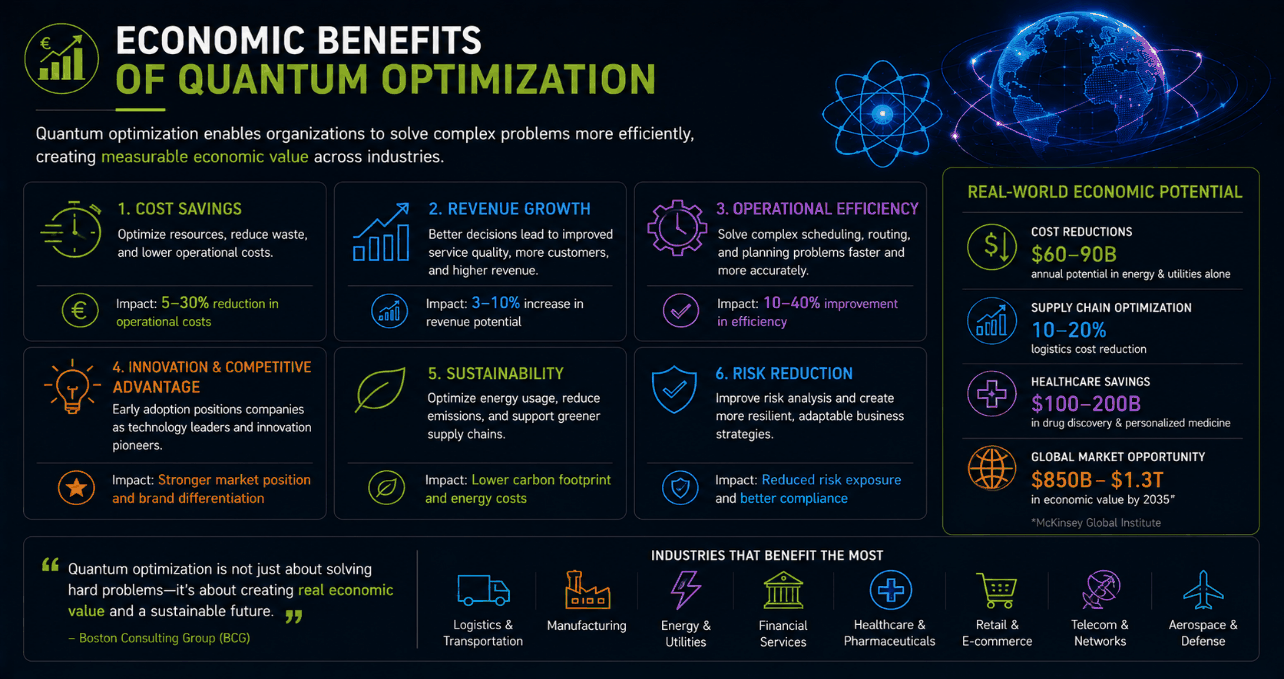 ECONOMIC BENEFITS
OF QUANTUM OPTIMIZATION
Quantum optimization enables organizations to solve complex problems more efficiently,
creating measurable economic value across industries.
1. COST SAVINGS
Optimize resources, reduce waste,
and lower operational costs.
€
Impact: 5–30% reduction in
operational costs
2. REVENUE GROWTH
Better decisions lead to improved
service quality, more customers,
and higher revenue.
Impact: 3–10% increase in
revenue potential
3. OPERATIONAL EFFICIENCY
Solve complex scheduling, routing,
and planning problems faster and
more accurately.
Impact: 10–40% improvement
in efficiency
4. INNOVATION & COMPETITIVE
ADVANTAGE
Early adoption positions companies
as technology leaders and innovation
pioneers.
Impact: Stronger market position
and brand differentiation
5. SUSTAINABILITY
Optimize energy usage, reduce
emissions, and support greener
supply chains.
Impact: Lower carbon footprint
and energy costs
6. RISK REDUCTION
Improve risk analysis and create
more resilient, adaptable business
strategies.
Impact: Reduced risk exposure
and better compliance
REAL-WORLD ECONOMIC POTENTIAL
$
COST REDUCTIONS
$60–90B
annual potential in energy & utilities alone
SUPPLY CHAIN OPTIMIZATION
10–20%
logistics cost reduction
HEALTHCARE SAVINGS
$100–200B
in drug discovery & personalized medicine
GLOBAL MARKET OPPORTUNITY
$850B – $1.3T
in economic value by 2035"
*McKinsey Global Institute
“ Quantum optimization is not just about solving
hard problems—it's about creating real economic
value and a sustainable future. ”
– Boston Consulting Group (BCG)
INDUSTRIES THAT BENEFIT THE MOST
Logistics &
Transportation
Manufacturing
Energy &
Utilities
Financial
Services
Healthcare &
Pharmaceuticals
Retail &
E-commerce
Telecom &
Networks
Aerospace &
Defense